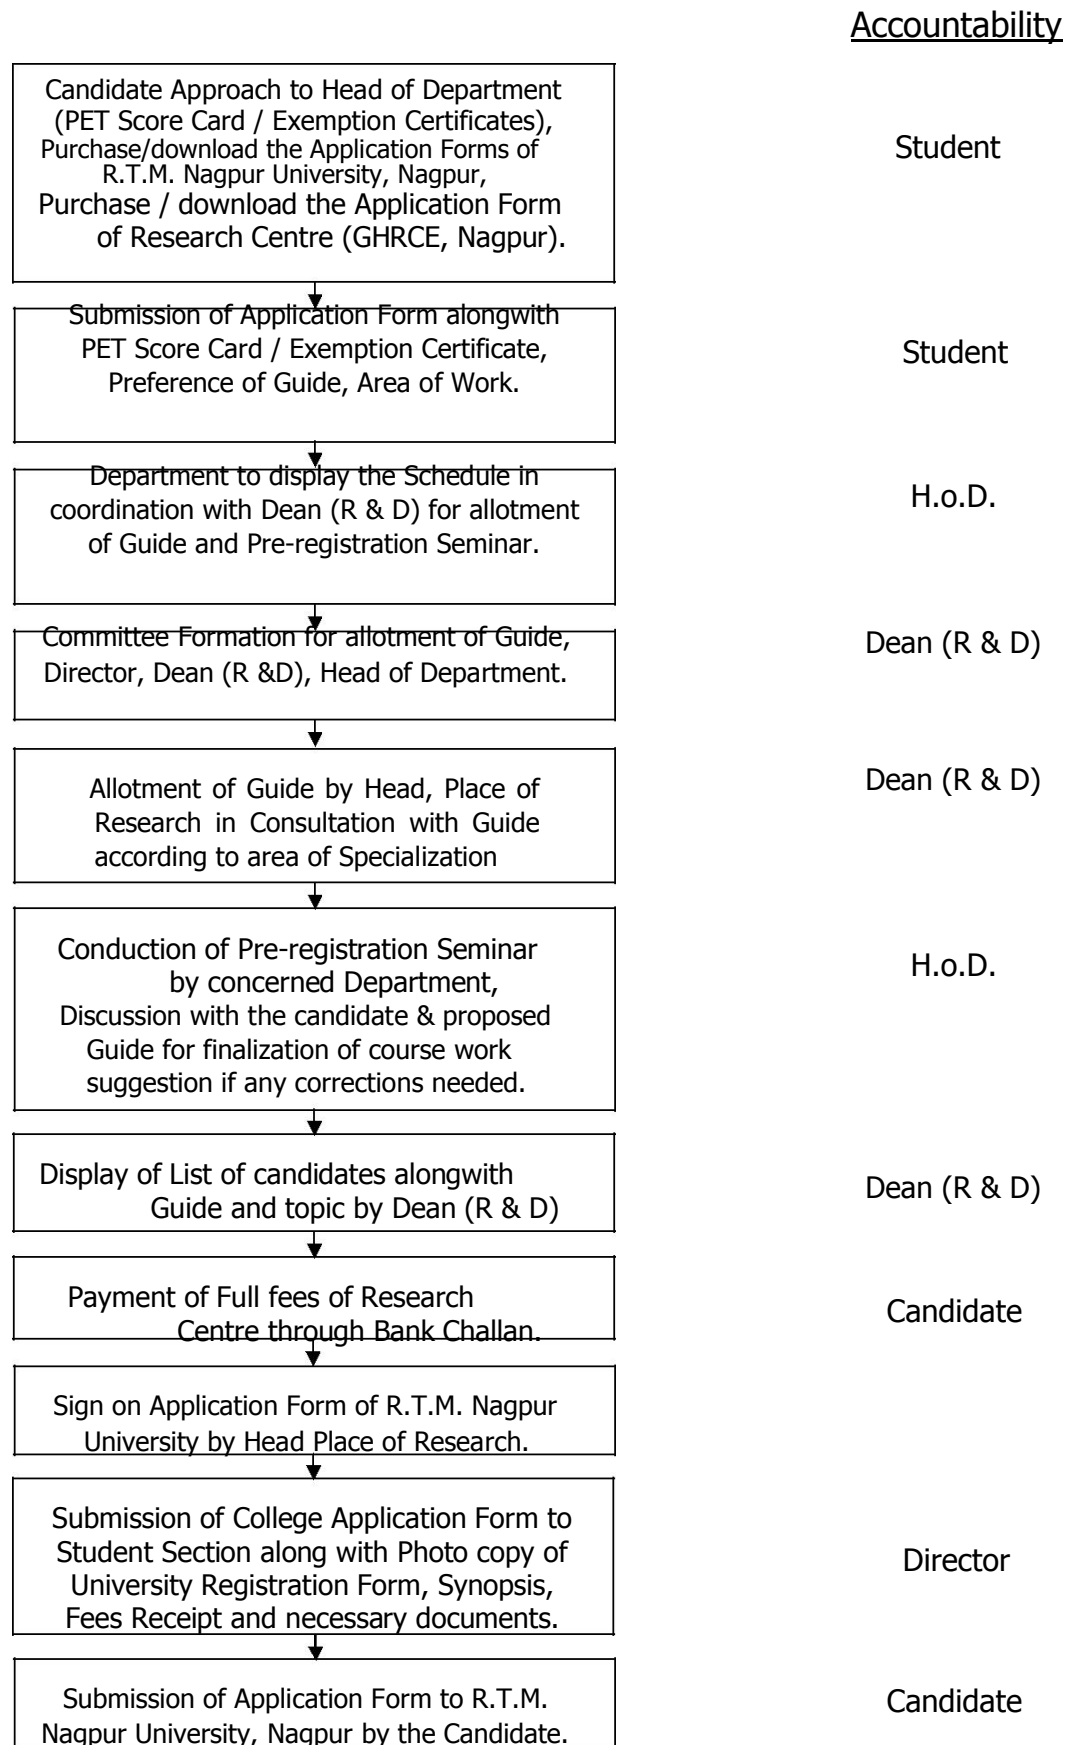 Accountability
Candidate Approach to Head of Department
(PET Score Card / Exemption Certificates),
Purchase/download the Application Forms of
R.T.M. Nagpur University, Nagpur,
Purchase / download the Application Form
of Research Centre (GHRCE, Nagpur).
Student
Submission of Application Form alongwith
PET Score Card / Exemption Certificate,
Preference of Guide, Area of Work.
Student
Department to display the Schedule in
coordination with Dean (R & D) for allotment
of Guide and Pre-registration Seminar.
H.o.D.
Committee Formation for allotment of Guide,
Director, Dean (R &D), Head of Department.
Dean (R & D)
Allotment of Guide by Head, Place of
Research in Consultation with Guide
according to area of Specialization
Dean (R & D)
Conduction of Pre-registration Seminar
by concerned Department,
Discussion with the candidate & proposed
Guide for finalization of course work
suggestion if any corrections needed.
H.o.D.
Display of List of candidates alongwith
Guide and topic by Dean (R & D)
Dean (R & D)
Payment of Full fees of Research
Centre through Bank Challan.
Candidate
Sign on Application Form of R.T.M. Nagpur
University by Head Place of Research.
Submission of College Application Form to
Student Section along with Photo copy of
University Registration Form, Synopsis,
Fees Receipt and necessary documents.
Director
Submission of Application Form to R.T.M.
Nagpur University, Nagpur by the Candidate.
Candidate